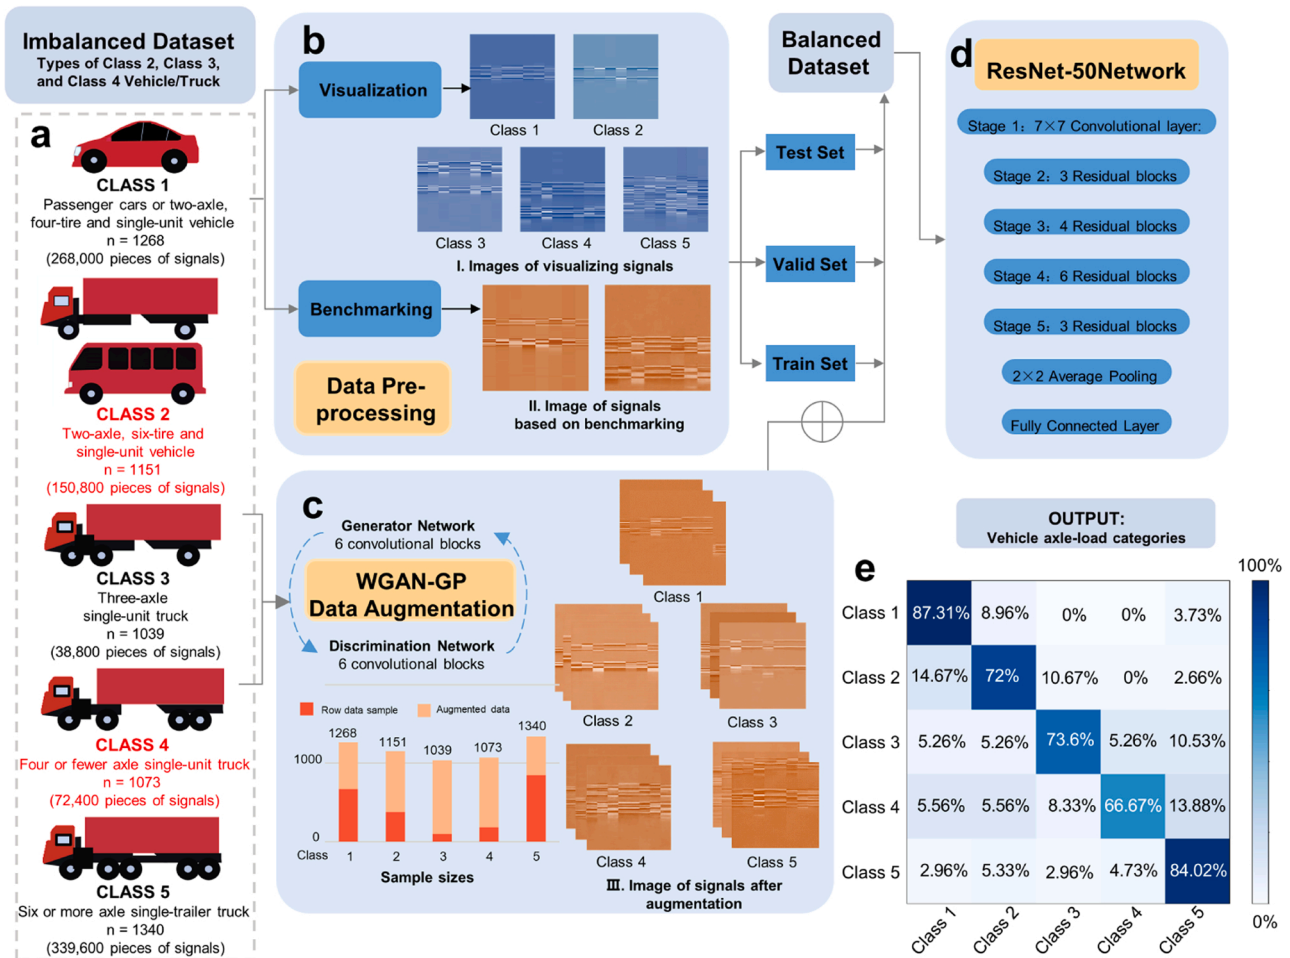 Imbalanced Dataset
Types of Class 2, Class 3,
and Class 4 Vehicle/Truck
a
CLASS 1
Passenger cars or two-axle,
four-tire and single-unit vehicle
n = 1268
(268,000 pieces of signals)
CLASS 2
Two-axle, six-tire and
single-unit vehicle
n = 1151
(150,800 pieces of signals)
CLASS 3
Three-axle
single-unit truck
n = 1039
(38,800 pieces of signals)
CLASS 4
Four or fewer axle single-unit truck
n = 1073
(72,400 pieces of signals)
CLASS 5
Six or more axle single-trailer truck
n = 1340
(339,600 pieces of signals)
b
Visualization
Class 1
Class 2
Class 3
Class 4
Class 5
I. Images of visualizing signals
Benchmarking
Data Pre-
processing
II. Image of signals
based on benchmarking
Test Set
Valid Set
Train Set
Balanced
Dataset
c
Generator Network
6 convolutional blocks
WGAN-GP
Data Augmentation
Discrimination Network
6 convolutional blocks
Row data sample
Augmented data
1268
1151
1039
1073
1340
1000
0
Class
1
2
3
4
5
Sample sizes
Class 1
Class 2
Class 3
Class 4
Class 5
Ⅲ. Image of signals after
augmentation
d
ResNet-50Network
Stage 1: 7×7 Convolutional layer:
Stage 2: 3 Residual blocks
Stage 3: 4 Residual blocks
Stage 4: 6 Residual blocks
Stage 5: 3 Residual blocks
2×2 Average Pooling
Fully Connected Layer
OUTPUT:
Vehicle axle-load categories
e
100%
0%
Class 1 87.31% 8.96% 0% 0% 3.73%
Class 2 14.67% 72% 10.67% 0% 2.66%
Class 3 5.26% 5.26% 73.6% 5.26% 10.53%
Class 4 5.56% 5.56% 8.33% 66.67% 13.88%
Class 5 2.96% 5.33% 2.96% 4.73% 84.02%
Class 1
Class 2
Class 3
Class 4
Class 5